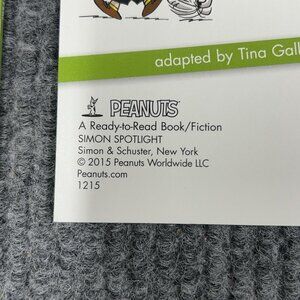 adapted by Tina Gall
PEANUTS
A Ready-to-Read Book/Fiction
SIMON SPOTLIGHT
Simon & Schuster, New York
© 2015 Peanuts Worldwide LLC
Peanuts.com
1215